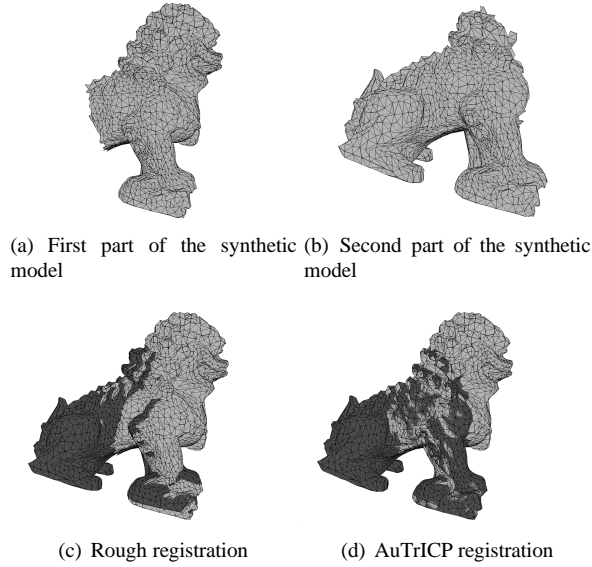 (a) First part of the synthetic
model
(b) Second part of the synthetic
model
(c) Rough registration
(d) AuTrICP registration